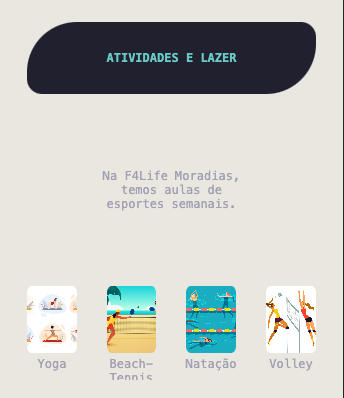 ATIVIDADES E LAZER
Na F4Life Moradias,
temos aulas de
esportes semanais.
Yoga
Beach-
Tennis
Natação
Volley